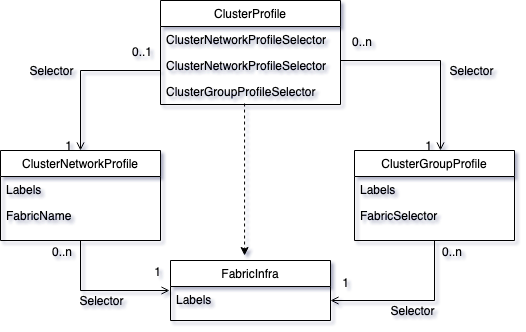 ClusterProfile
ClusterNetworkProfileSelector
ClusterNetworkProfileSelector
ClusterGroupProfileSelector
0..1
0..n
Selector
Selector
1
1
ClusterNetworkProfile
Labels
FabricName
ClusterGroupProfile
Labels
FabricSelector
0..n
0..n
1
1
Selector
Selector
FabricInfra
Labels